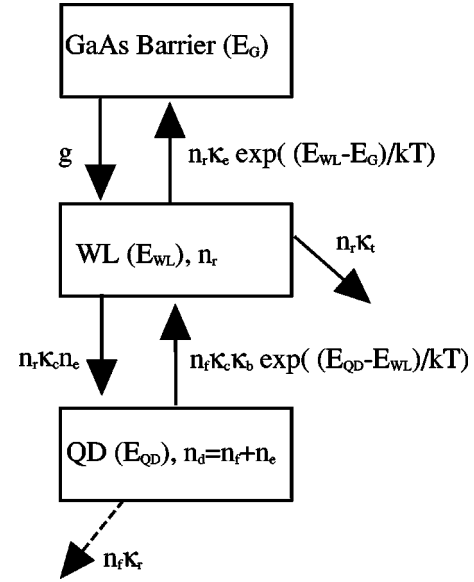 GaAs Barrier (E_G)
g
n_rκ_e exp( (E_WL-E_G)/kT)
WL (E_WL), n_r
n_rκ_t
n_rκ_cn_e
n_fκ_cκ_b exp( (E_QD-E_WL)/kT)
QD (E_QD), n_d=n_f+n_e
n_fκ_r